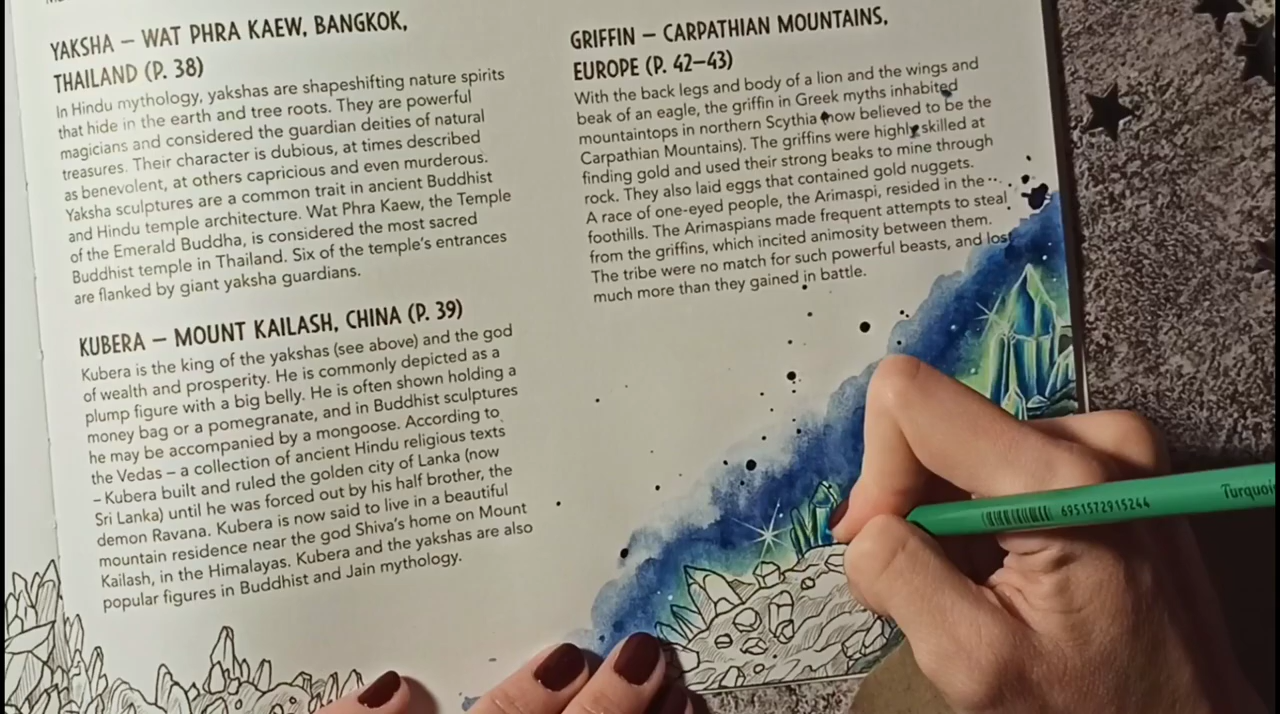 YAKSHA – WAT PHRA KAEW, BANGKOK,
THAILAND (P. 38)
In Hindu mythology, yakshas are shapeshifting nature spirits
that hide in the earth and tree roots. They are powerful
magicians and considered the guardian deities of natural
treasures. Their character is dubious, at times described
as benevolent, at others capricious and even murderous.
Yaksha sculptures are a common trait in ancient Buddhist
and Hindu temple architecture. Wat Phra Kaew, the Temple
of the Emerald Buddha, is considered the most sacred
Buddhist temple in Thailand. Six of the temple's entrances
are flanked by giant yaksha guardians.
KUBERA – MOUNT KAILASH, CHINA (P. 39)
Kubera is the king of the yakshas (see above) and the god
of wealth and prosperity. He is commonly depicted as a
plump figure with a big belly. He is often shown holding a
money bag or a pomegranate, and in Buddhist sculptures
he may be accompanied by a mongoose. According to
the Vedas – a collection of ancient Hindu religious texts
– Kubera built and ruled the golden city of Lanka (now
Sri Lanka) until he was forced out by his half brother, the
demon Ravana. Kubera is now said to live in a beautiful
mountain residence near the god Shiva's home on Mount
Kailash, in the Himalayas. Kubera and the yakshas are also
popular figures in Buddhist and Jain mythology.
GRIFFIN – CARPATHIAN MOUNTAINS,
EUROPE (P. 42–43)
With the back legs and body of a lion and the wings and
beak of an eagle, the griffin in Greek myths inhabited
mountaintops in northern Scythia (now believed to be the
Carpathian Mountains). The griffins were highly skilled at
finding gold and used their strong beaks to mine through
rock. They also laid eggs that contained gold nuggets.
A race of one-eyed people, the Arimaspi, resided in the
foothills. The Arimaspians made frequent attempts to steal
from the griffins, which incited animosity between them.
The tribe were no match for such powerful beasts, and lost
much more than they gained in battle.
6951572915244
Turquoi